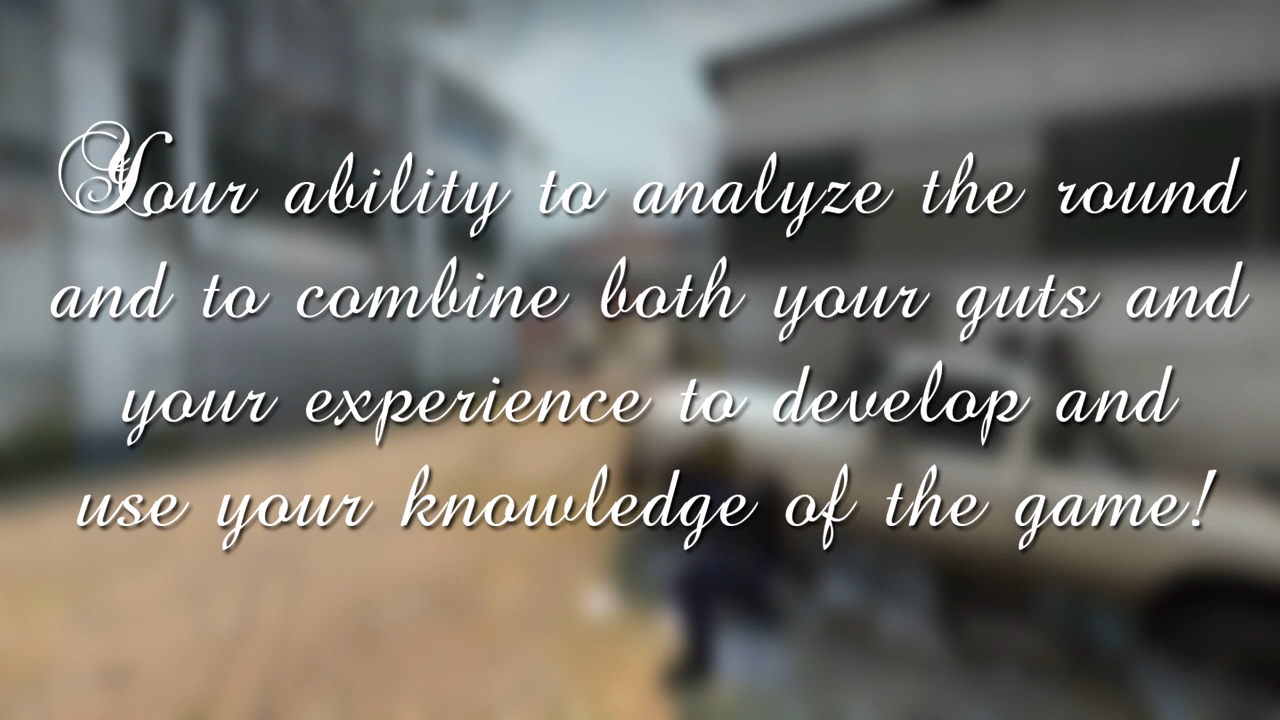 Your ability to analyze the round
and to combine both your guts and
your experience to develop and
use your knowledge of the game!